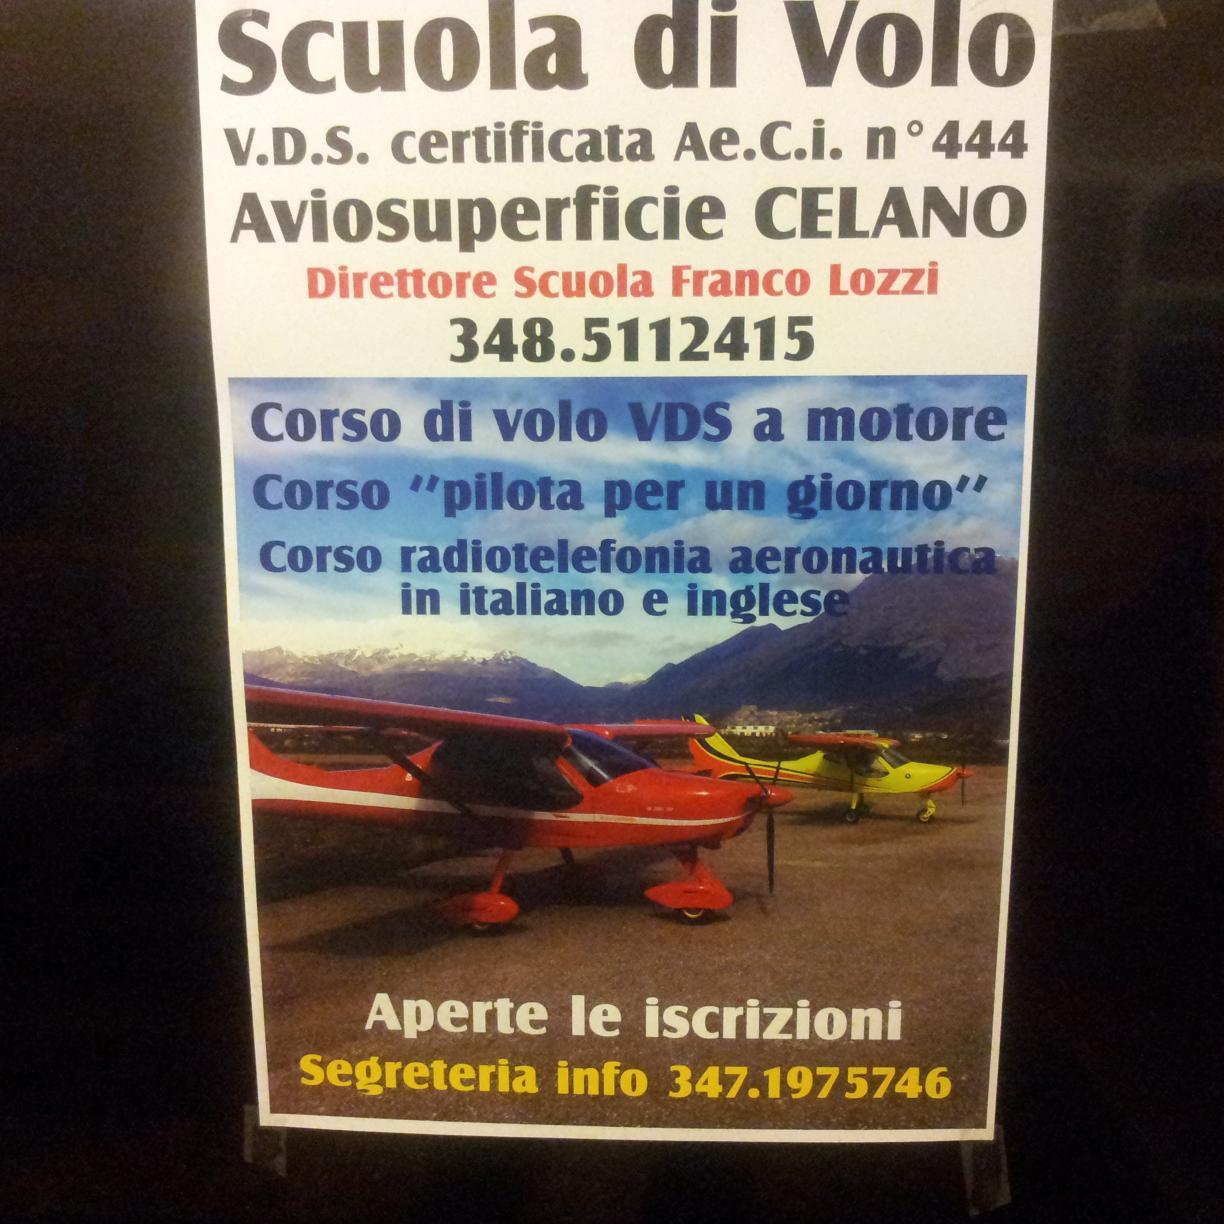 Scuola di Volo
V.D.S. certificata Ae.C.i. n°444
Aviosuperficie CELANO
Direttore Scuola Franco Lozzi
348.5112415
Corso di volo VDS a motore
Corso "pilota per un giorno"
Corso radiotelefonia aeronautica
in italiano e inglese
Aperte le iscrizioni
Segreteria info 347.1975746